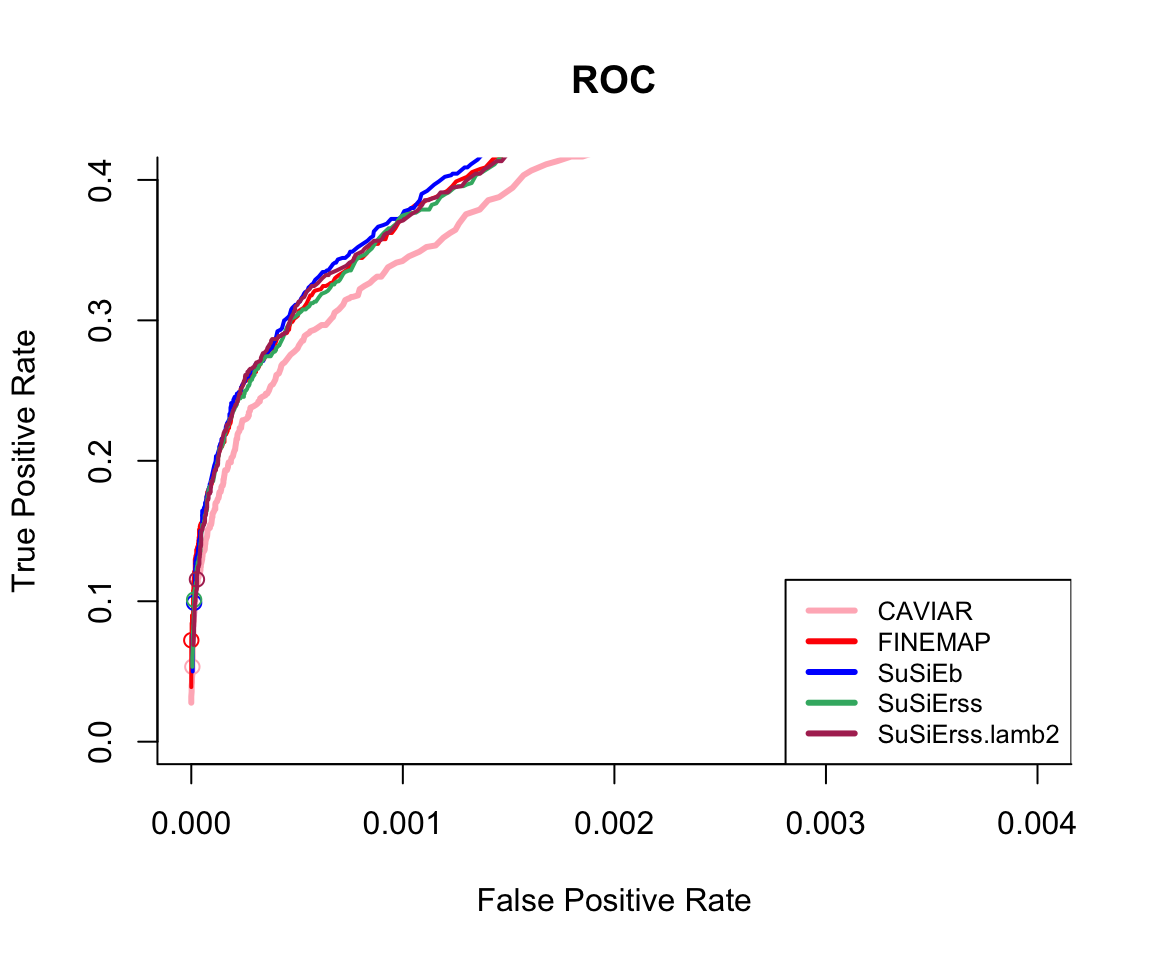 ROC
True Positive Rate
0.4
0.3
0.2
0.1
0.0
CAVIAR
FINEMAP
SuSiEb
SuSiErss
SuSiErss.lamb2
0.000 0.001 0.002 0.003 0.004
False Positive Rate